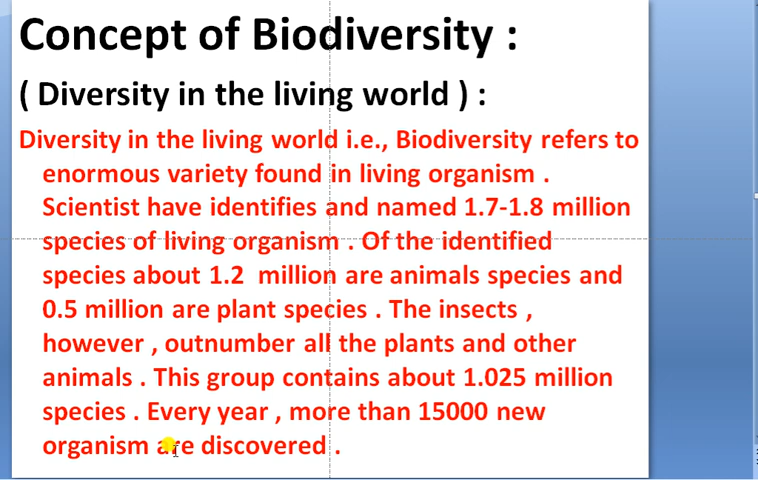 Concept of Biodiversity :
( Diversity in the living world ) :
Diversity in the living world i.e., Biodiversity refers to
enormous variety found in living organism .
Scientist have identifies and named 1.7-1.8 million
species of living organism . Of the identified
species about 1.2 million are animals species and
0.5 million are plant species . The insects ,
however , outnumber all the plants and other
animals . This group contains about 1.025 million
species . Every year , more than 15000 new
organism are discovered .